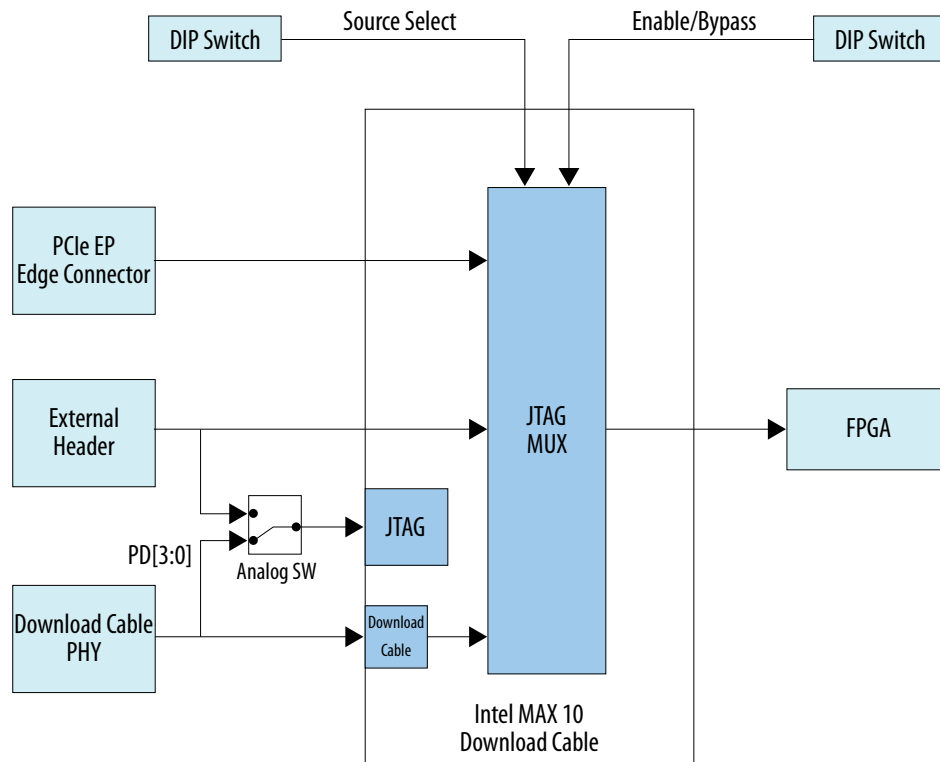 Source Select
Enable/Bypass
DIP Switch
DIP Switch
PCIe EP
Edge Connector
External
Header
JTAG
MUX
FPGA
JTAG
PD[3:0]
Analog SW
Download Cable
PHY
Download
Cable
Intel MAX 10
Download Cable